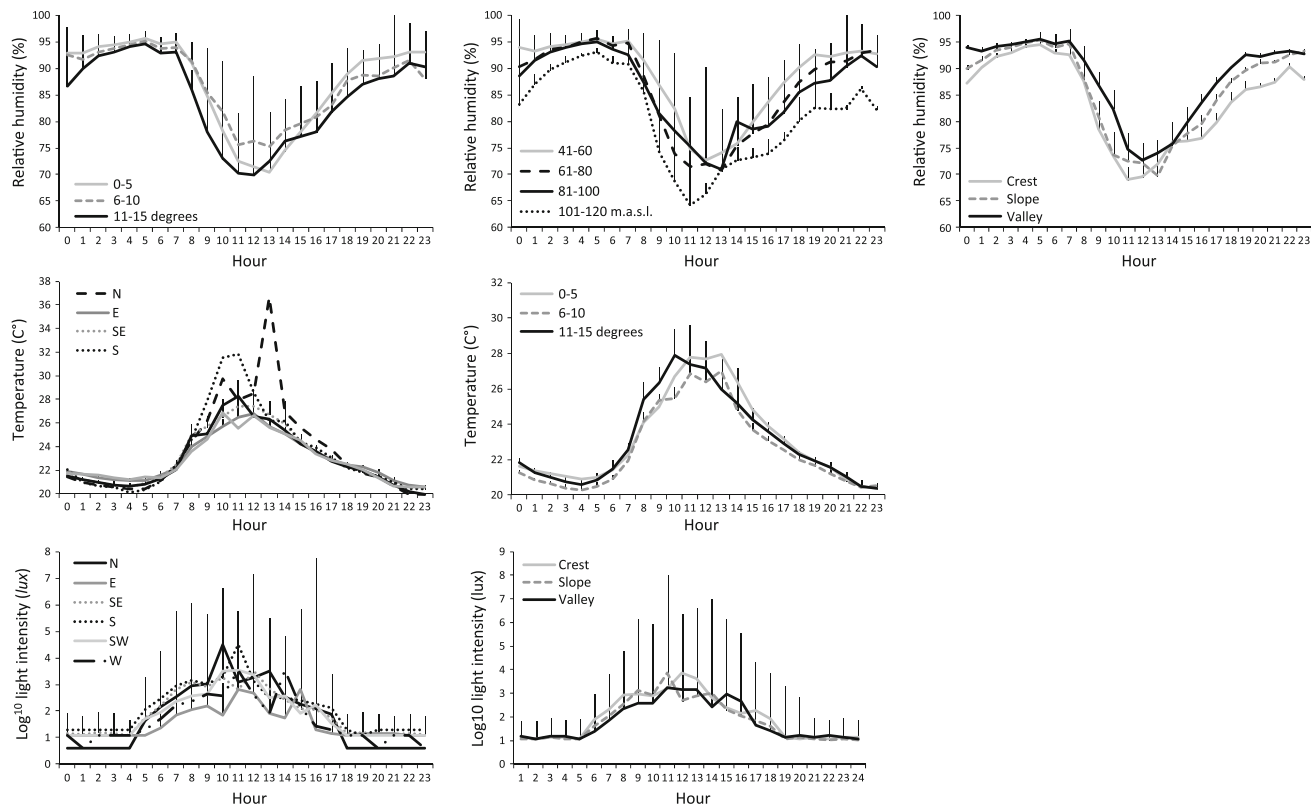 Relative humidity (%)
100
95
90
85
80
75
70
65
60
0-5
6-10
11-15 degrees
0 1 2 3 4 5 6 7 8 9 10 11 12 13 14 15 16 17 18 19 20 21 22 23
Hour
Relative humidity (%)
100
95
90
85
80
75
70
65
60
41-60
61-80
81-100
101-120 m.a.s.l.
0 1 2 3 4 5 6 7 8 9 10 11 12 13 14 15 16 17 18 19 20 21 22 23
Hour
Relative humidity (%)
100
95
90
85
80
75
70
65
60
Crest
Slope
Valley
0 1 2 3 4 5 6 7 8 9 10 11 12 13 14 15 16 17 18 19 20 21 22 23
Hour
Temperature (C°)
38
36
34
32
30
28
26
24
22
20
N
E
SE
S
0 1 2 3 4 5 6 7 8 9 10 11 12 13 14 15 16 17 18 19 20 21 22 23
Hour
Temperature (C°)
32
30
28
26
24
22
20
0-5
6-10
11-15 degrees
0 1 2 3 4 5 6 7 8 9 10 11 12 13 14 15 16 17 18 19 20 21 22 23
Hour
Log¹⁰ light intensity (lux)
8
7
6
5
4
3
2
1
0
N
E
SE
S
SW
W
0 1 2 3 4 5 6 7 8 9 10 11 12 13 14 15 16 17 18 19 20 21 22 23
Hour
Log10 light intensity (lux)
9
8
7
6
5
4
3
2
1
0
Crest
Slope
Valley
1 2 3 4 5 6 7 8 9 10 11 12 13 14 15 16 17 18 19 20 21 22 23 24
Hour